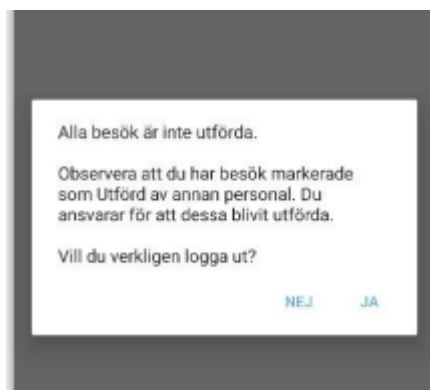 Alla besök är inte utförda.
Observera att du har besök markerade
som Utförd av annan personal. Du
ansvarar för att dessa blivit utförda.
Vill du verkligen logga ut?
NEJ JA